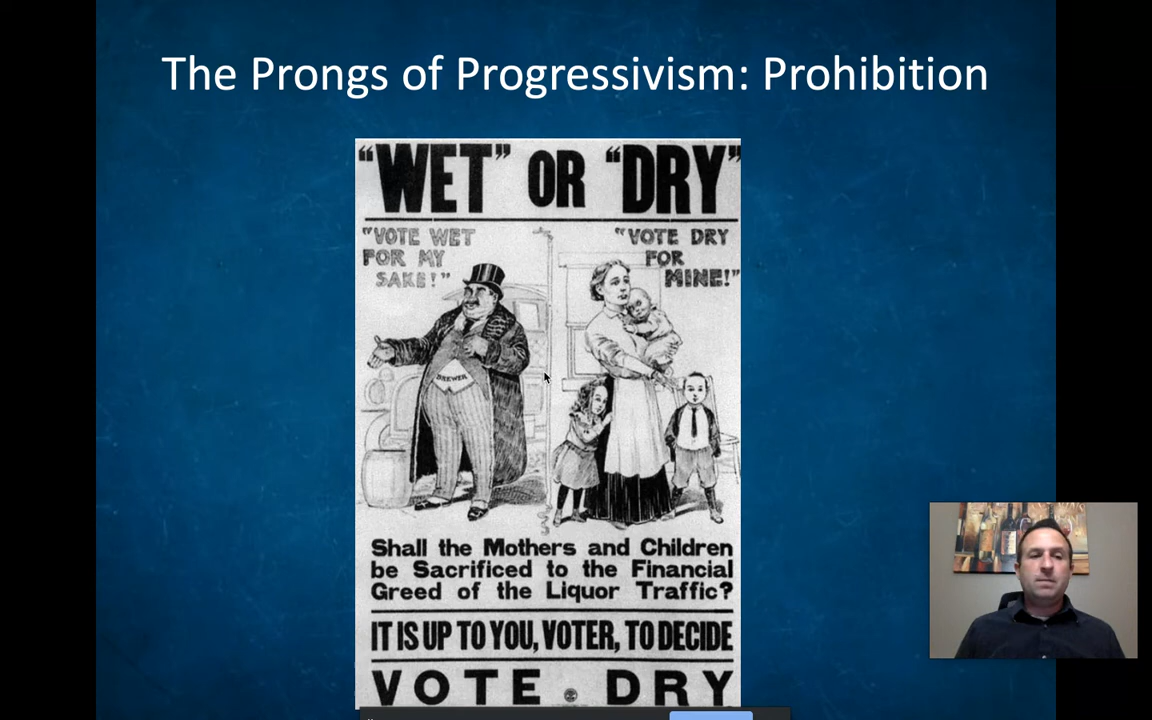 The Prongs of Progressivism: Prohibition
“WET” OR “DRY”
“VOTE WET
FOR MY
SAKE!”
“VOTE DRY
FOR
MINE!”
BREWER
Shall the Mothers and Children
be Sacrificed to the Financial
Greed of the Liquor Traffic?
IT IS UP TO YOU, VOTER, TO DECIDE
VOTE DRY